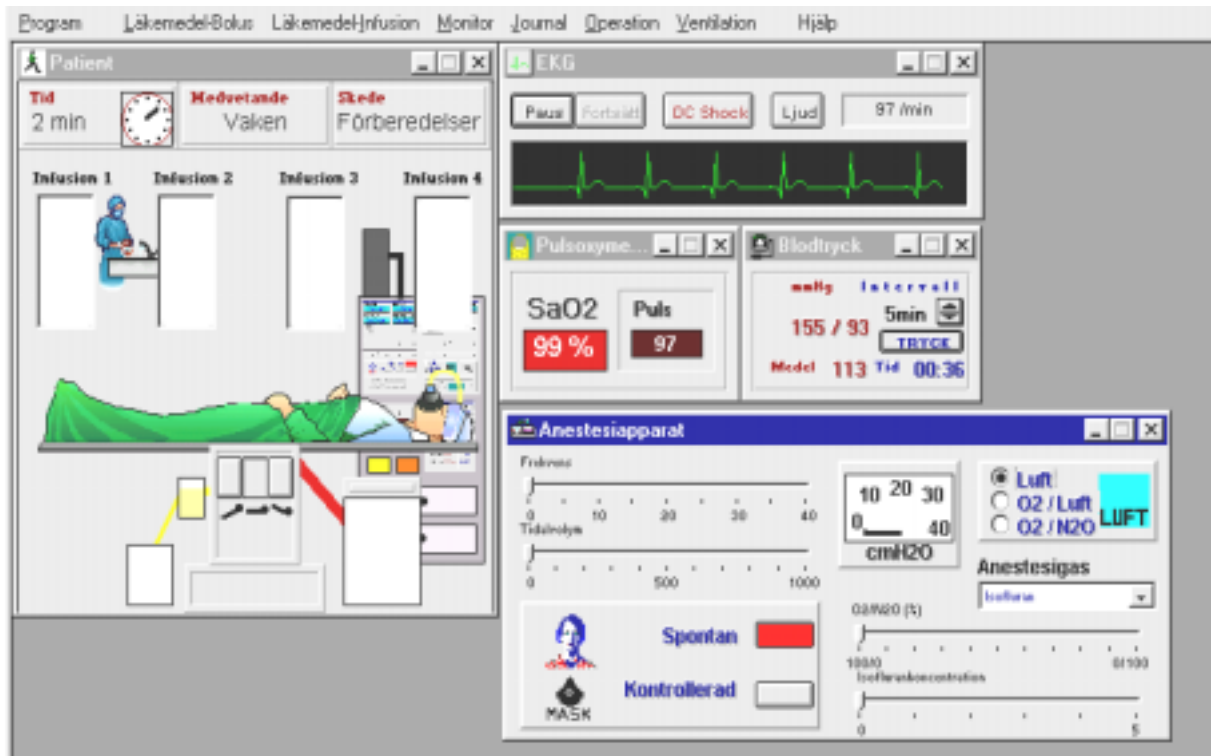 Program Läkemedel-Bolus Läkemedel-Infusion Monitor Journal Operation Ventilation Hjälp
Patient
Tid Medvetande Skede
2 min Vaken Förberedelser
Infusion 1 Infusion 2 Infusion 3 Infusion 4
EKG
Paus Fortsätt DC Shock Ljud 97 /min
Pulsoxyme...
SaO2 Puls
99 % 97
Blodtryck
mmHg Intervall
155 / 93 5min
TRYCK
Medel 113 Tid 00:36
Anestesiapparat
Frekvens
0 10 20 30 40
Tidalvolym
0 500 1000
Spontan
Kontrollerad
MASK
0 10 20 30 40
cmH2O
Luft
O2 / Luft
O2 / N2O
LUFT
Anestesigas
Isofluran
O2/N2O (%)
100/0 0/100
Isoflurankoncentration
0 5